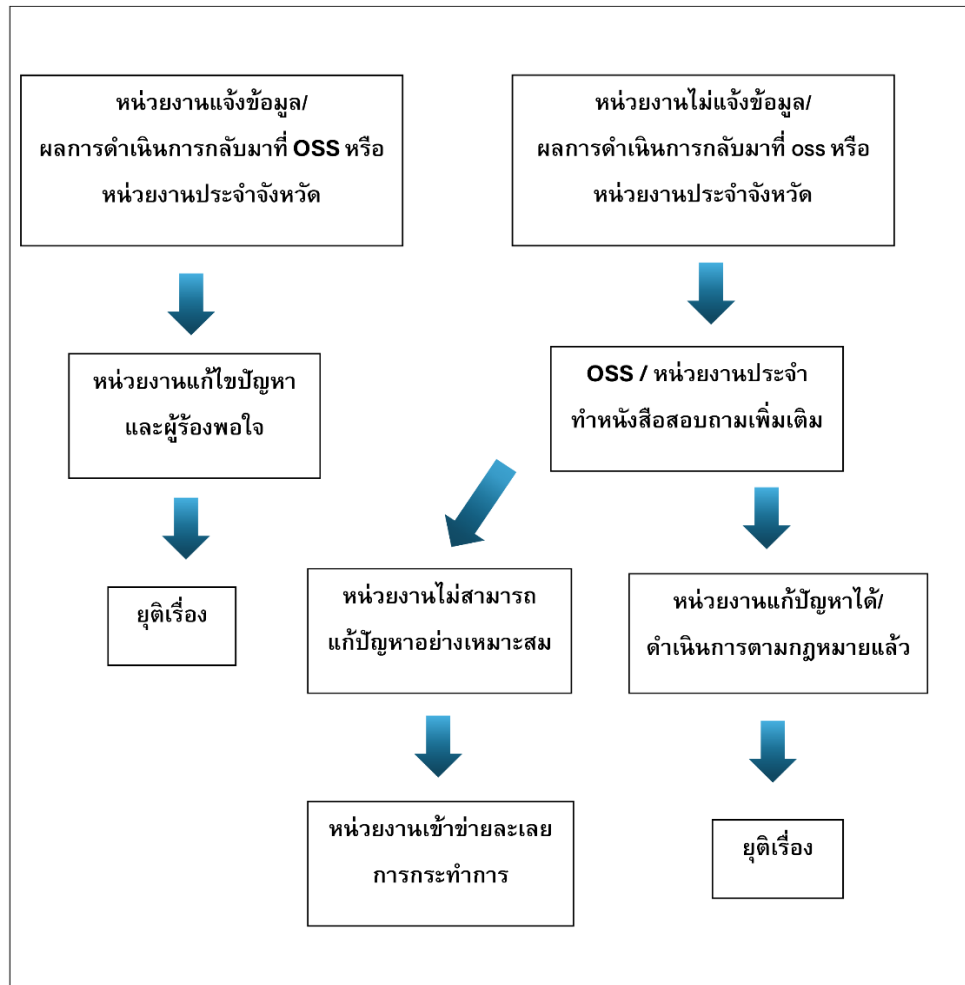 หน่วยงานแจ้งข้อมูล/
ผลการดำเนินการกลับมาที่ OSS หรือ
หน่วยงานประจำจังหวัด
หน่วยงานไม่แจ้งข้อมูล/
ผลการดำเนินการกลับมาที่ oss หรือ
หน่วยงานประจำจังหวัด
หน่วยงานแก้ไขปัญหา
และผู้ร้องพอใจ
OSS / หน่วยงานประจำ
ทำหนังสือสอบถามเพิ่มเติม
ยุติเรื่อง
หน่วยงานไม่สามารถ
แก้ปัญหาอย่างเหมาะสม
หน่วยงานแก้ปัญหาได้/
ดำเนินการตามกฎหมายแล้ว
หน่วยงานเข้าข่ายละเลย
การกระทำการ
ยุติเรื่อง